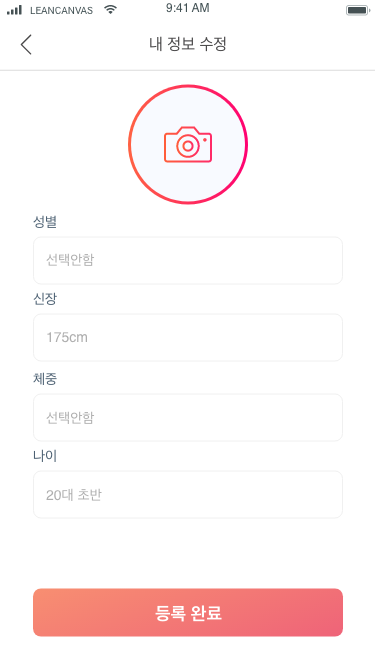 LEANCANVAS 9:41 AM
내 정보 수정
성별
선택안함
신장
175cm
체중
선택안함
나이
20대 초반
등록 완료